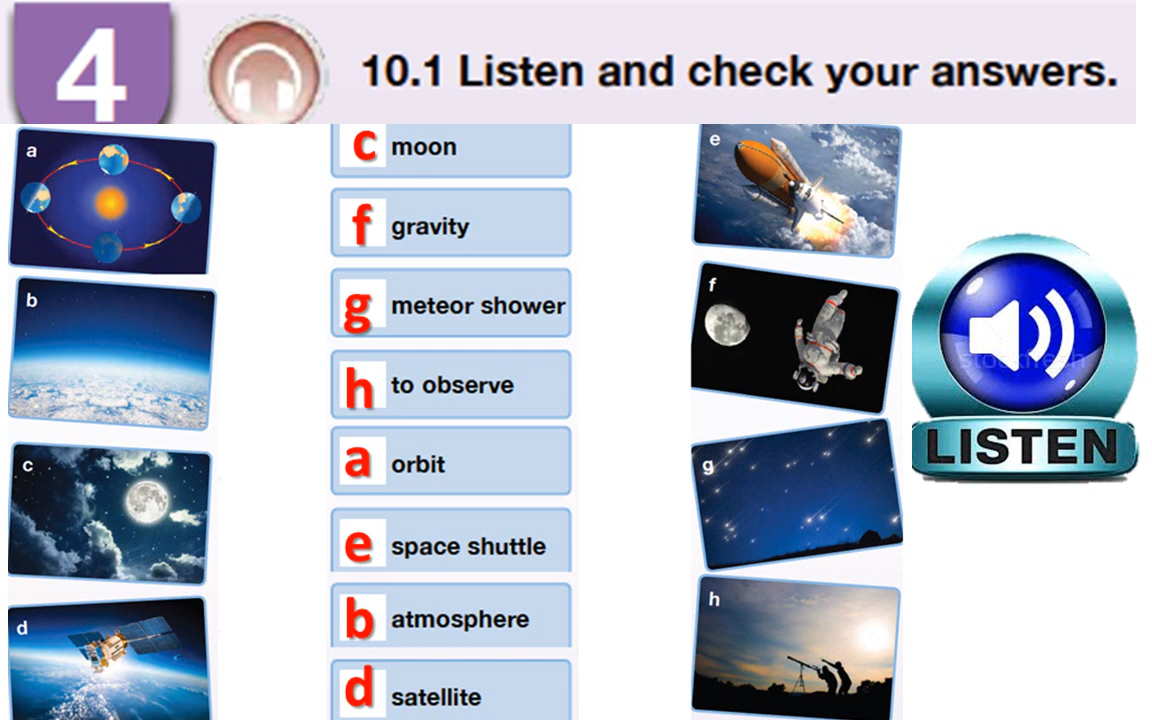 4
10.1 Listen and check your answers.
a
b
c
d
c moon
f gravity
g meteor shower
h to observe
a orbit
e space shuttle
b atmosphere
d satellite
e
f
g
h
stockfresh
LISTEN